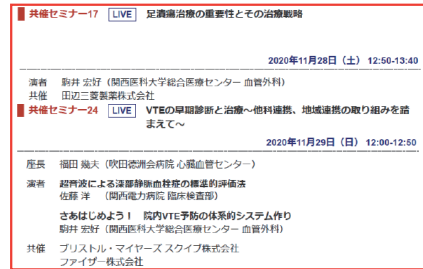 共催セミナー17 LIVE 足潰瘍治療の重要性とその治療戦略
2020年11月28日（土） 12:50-13:40
演者 駒井 宏好（関西医科大学総合医療センター 血管外科）
共催 田辺三菱製薬株式会社
共催セミナー24 LIVE VTEの早期診断と治療～他科連携、地域連携の取り組みを踏
まえて～
2020年11月29日（日） 12:00-12:50
座長 福田 幾夫（吹田徳洲会病院 心臓血管センター）
演者 超音波による深部静脈血栓症の標準的評価法
佐藤 洋 （関西電力病院 臨床検査部）
さあはじめよう！ 院内VTE予防の体系的システム作り
駒井 宏好（関西医科大学総合医療センター 血管外科）
共催 ブリストル・マイヤーズ スクイブ株式会社
ファイザー株式会社